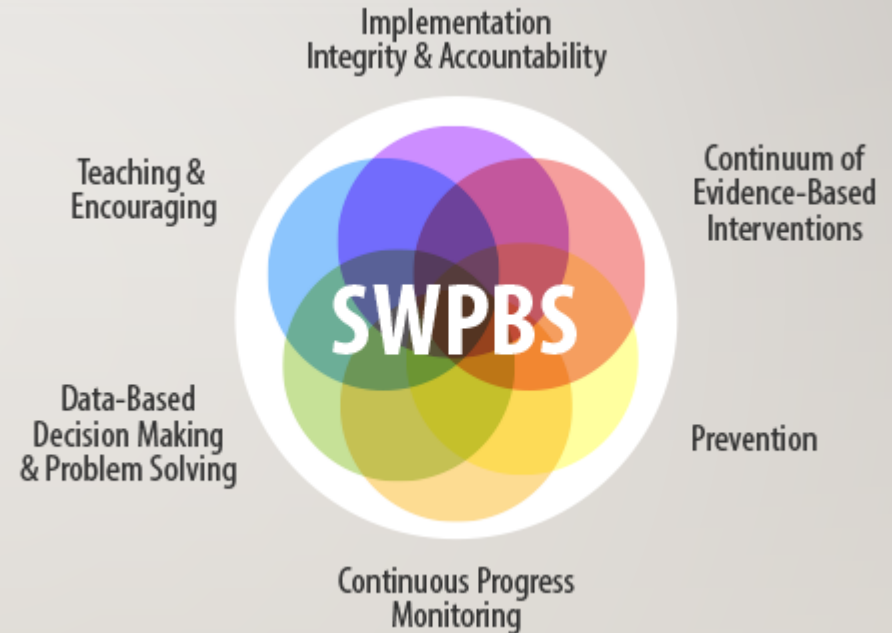 Implementation
Integrity & Accountability
Teaching &
Encouraging
Continuum of
Evidence-Based
Interventions
SWPBS
Data-Based
Decision Making
& Problem Solving
Prevention
Continuous Progress
Monitoring